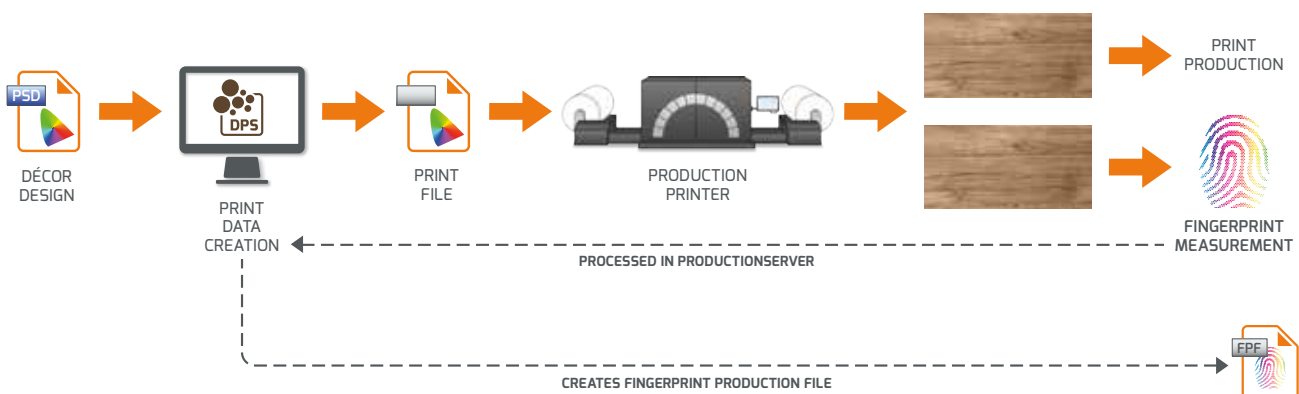 PSD
DÉCOR
DESIGN
DPS
PRINT
DATA
CREATION
PRINT
FILE
PRODUCTION
PRINTER
PRINT
PRODUCTION
FINGERPRINT
MEASUREMENT
PROCESSED IN PRODUCTIONSERVER
FPF
CREATES FINGERPRINT PRODUCTION FILE